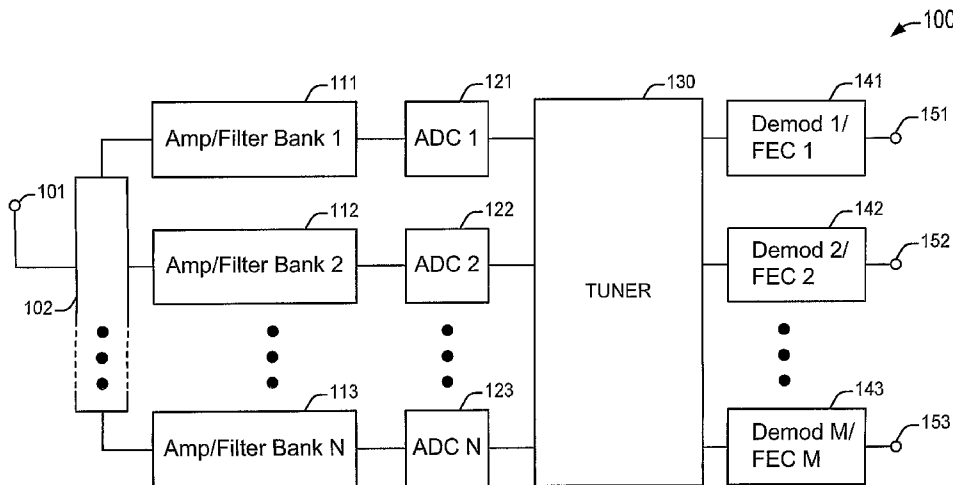 100
111
121
130
141
Amp/Filter Bank 1
ADC 1
Demod 1/
FEC 1
151
101
112
122
142
Amp/Filter Bank 2
ADC 2
TUNER
Demod 2/
FEC 2
152
102
113
123
143
Amp/Filter Bank N
ADC N
Demod M/
FEC M
153